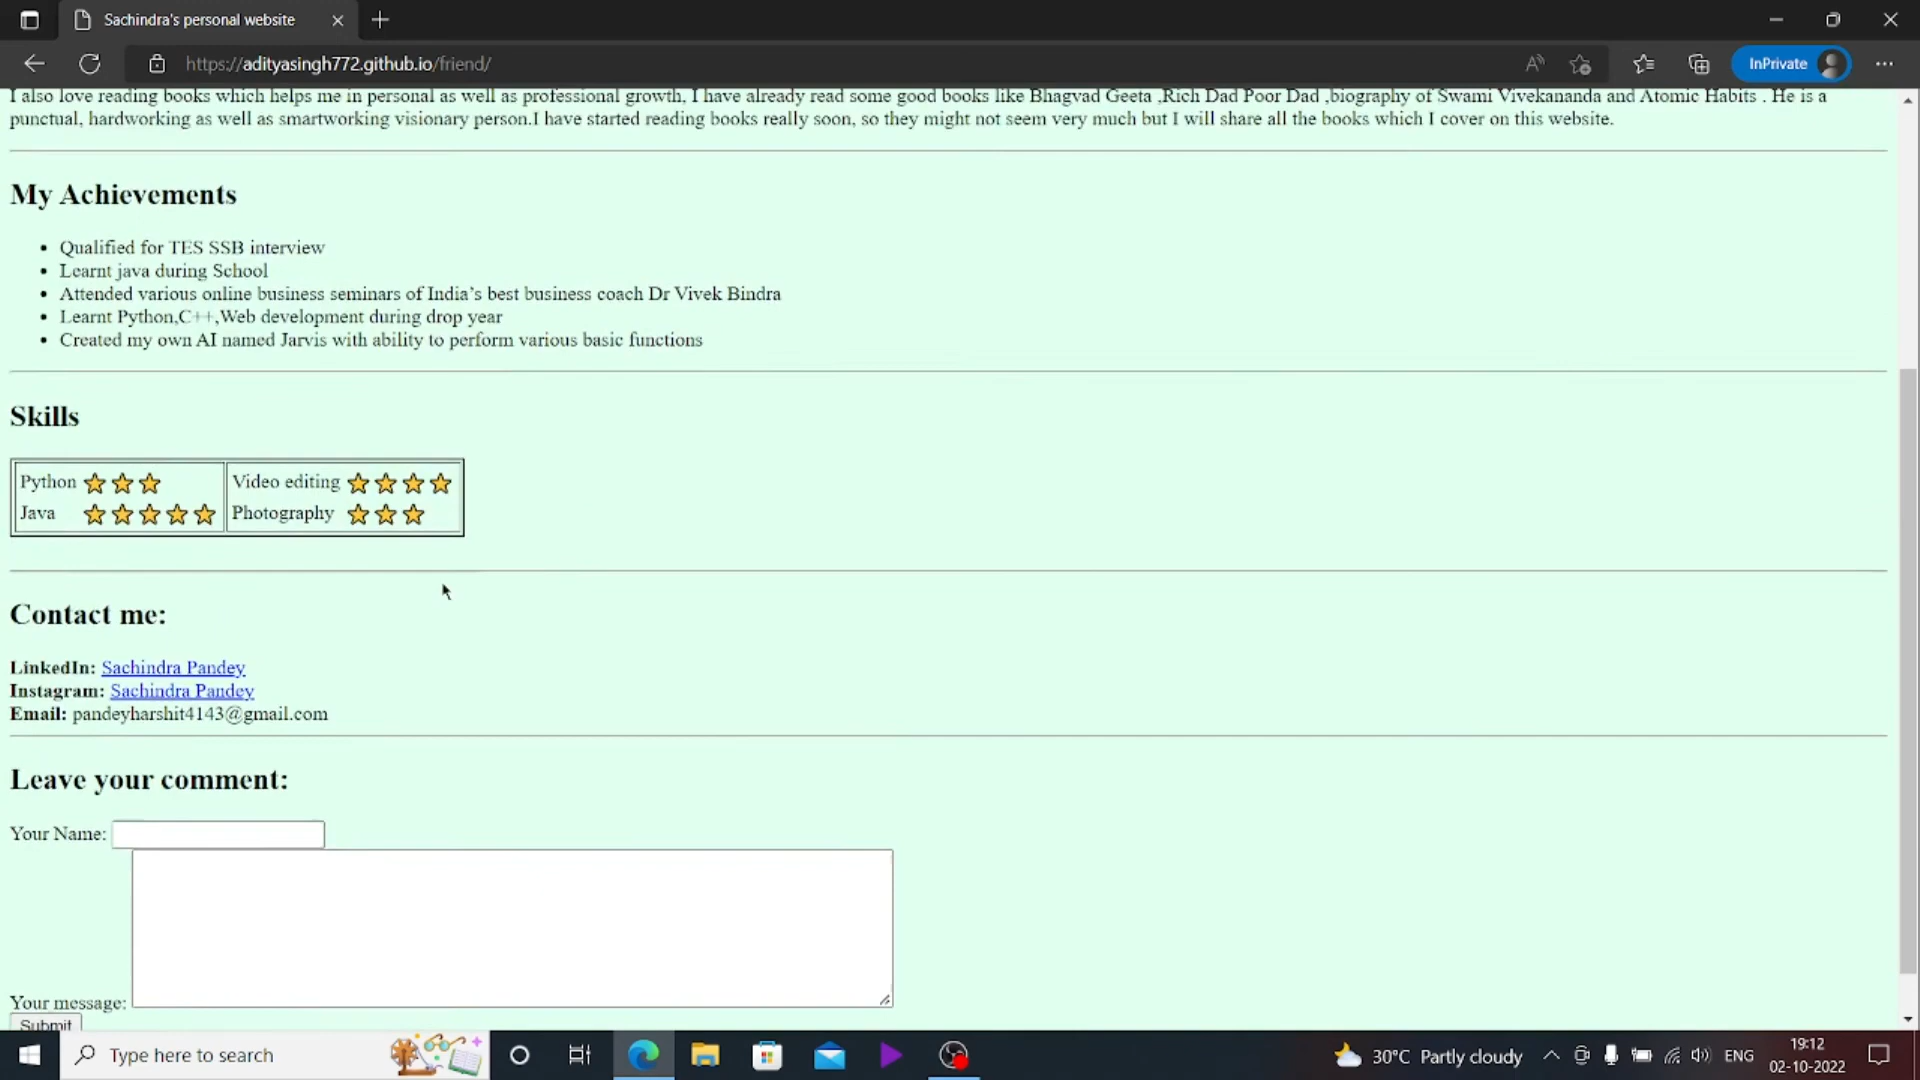 Sachindra's personal website
https://adityasingh772.github.io/friend/
InPrivate
I also love reading books which helps me in personal as well as professional growth, I have already read some good books like Bhagvad Geeta ,Rich Dad Poor Dad ,biography of Swami Vivekananda and Atomic Habits . He is a
punctual, hardworking as well as smartworking visionary person.I have started reading books really soon, so they might not seem very much but I will share all the books which I cover on this website.
My Achievements
• Qualified for TES SSB interview
• Learnt java during School
• Attended various online business seminars of India’s best business coach Dr Vivek Bindra
• Learnt Python,C++,Web development during drop year
• Created my own AI named Jarvis with ability to perform various basic functions
Skills
Python Video editing
Java Photography
Contact me:
LinkedIn: Sachindra Pandey
Instagram: Sachindra Pandey
Email: pandeyharshit4143@gmail.com
Leave your comment:
Your Name:
Your message:
Submit
Type here to search
30°C Partly cloudy
ENG
19:12
02-10-2022